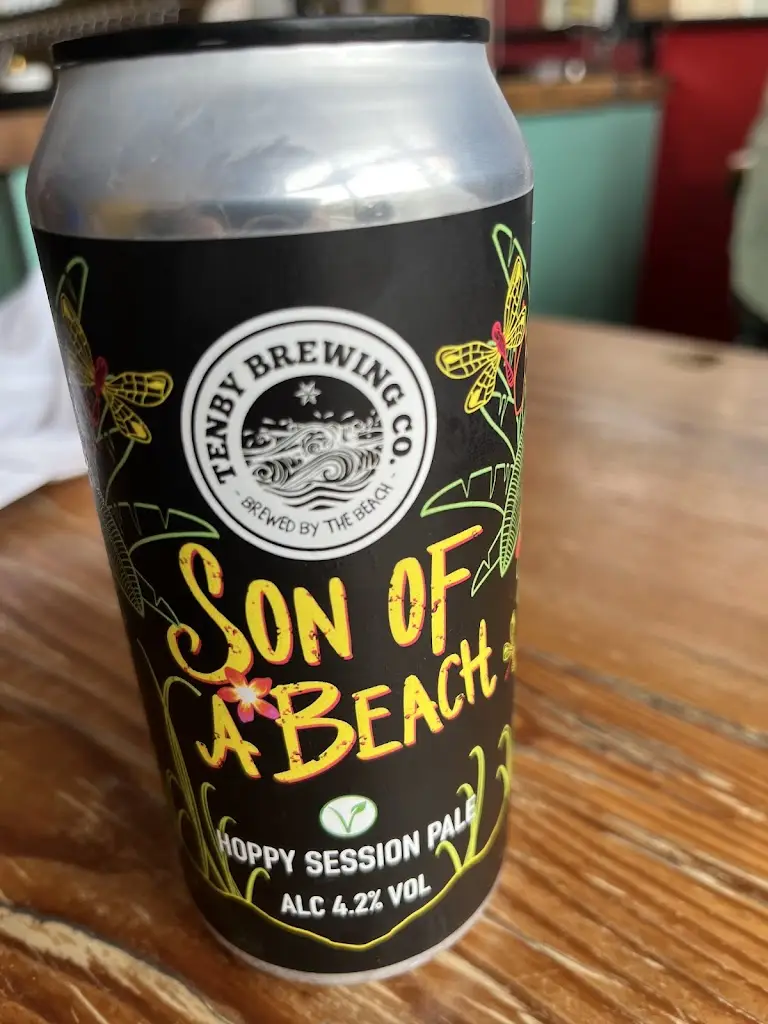 TENBY BREWING CO.
- BREWED BY THE BEACH -
SON OF
A BEACH
HOPPY SESSION PALE
ALC 4.2% VOL